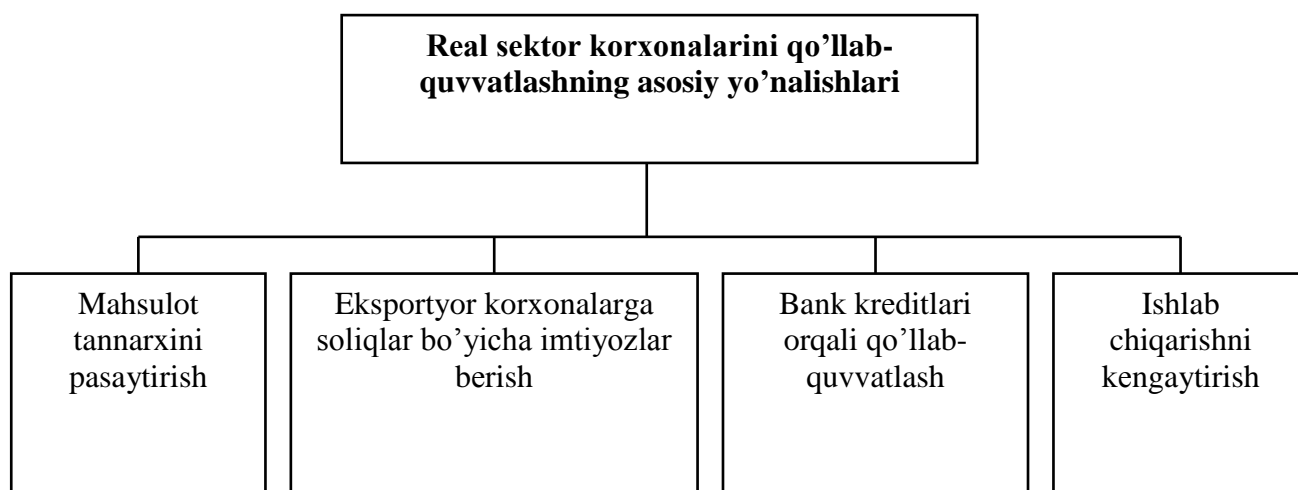 Real sektor korxonalarini qo’llab-
quvvatlashning asosiy yo’nalishlari
Mahsulot
tannarxini
pasaytirish
Eksportyor korxonalarga
soliqlar bo’yicha imtiyozlar
berish
Bank kreditlari
orqali qo’llab-
quvvatlash
Ishlab
chiqarishni
kengaytirish